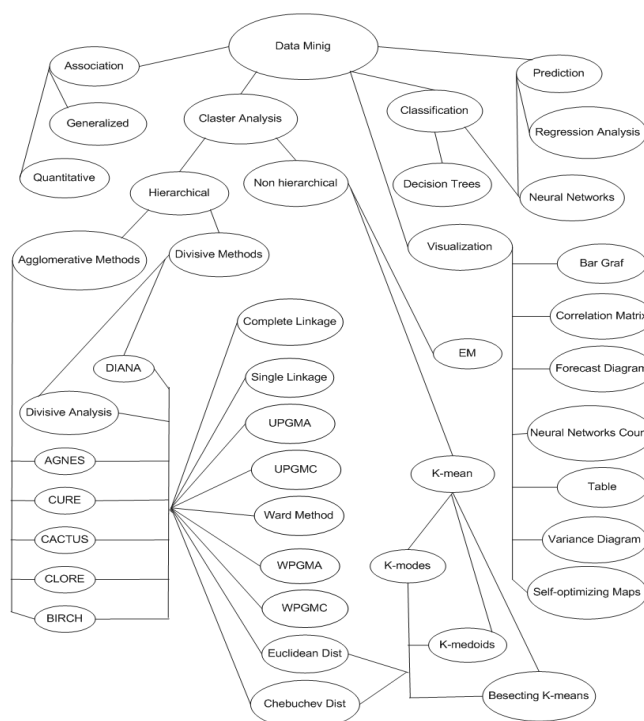 Data Minig
Association
Prediction
Generalized
Claster Analysis
Classification
Regression Analysis
Quantitative
Hierarchical
Non hierarchical
Decision Trees
Neural Networks
Agglomerative Methods
Divisive Methods
Visualization
Bar Graf
Complete Linkage
Correlation Matrix
DIANA
Single Linkage
EM
Forecast Diagram
Divisive Analysis
UPGMA
Neural Networks Coun
AGNES
UPGMC
K-mean
CURE
Ward Method
Table
CACTUS
WPGMA
K-modes
Variance Diagram
CLORE
WPGMC
Self-optimizing Maps
BIRCH
Euclidean Dist
K-medoids
Chebuchev Dist
Besecting K-means